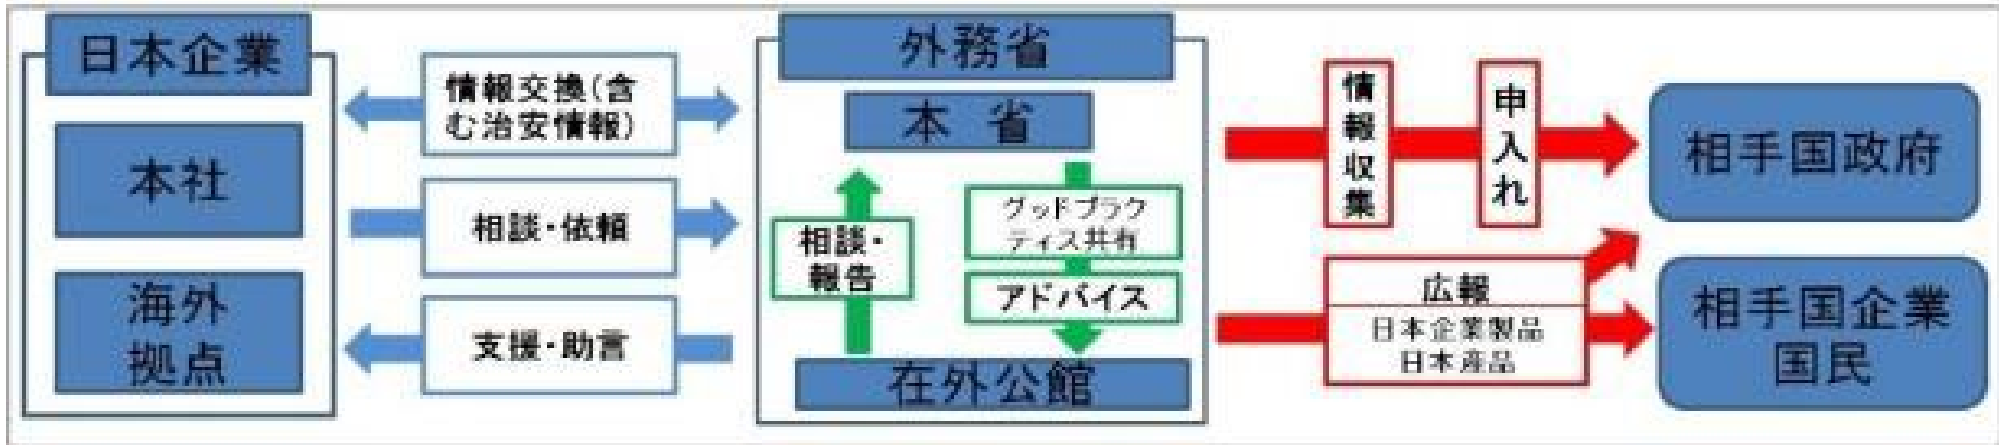 日本企業
本社
海外
拠点
情報交換(含
む治安情報)
相談・依頼
支援・助言
外務省
本 省
相談・
報告
グッドプラク
ティス共有
アドバイス
在外公館
情報収集
申入れ
広報
日本企業製品
日本産品
相手国政府
相手国企業
国民